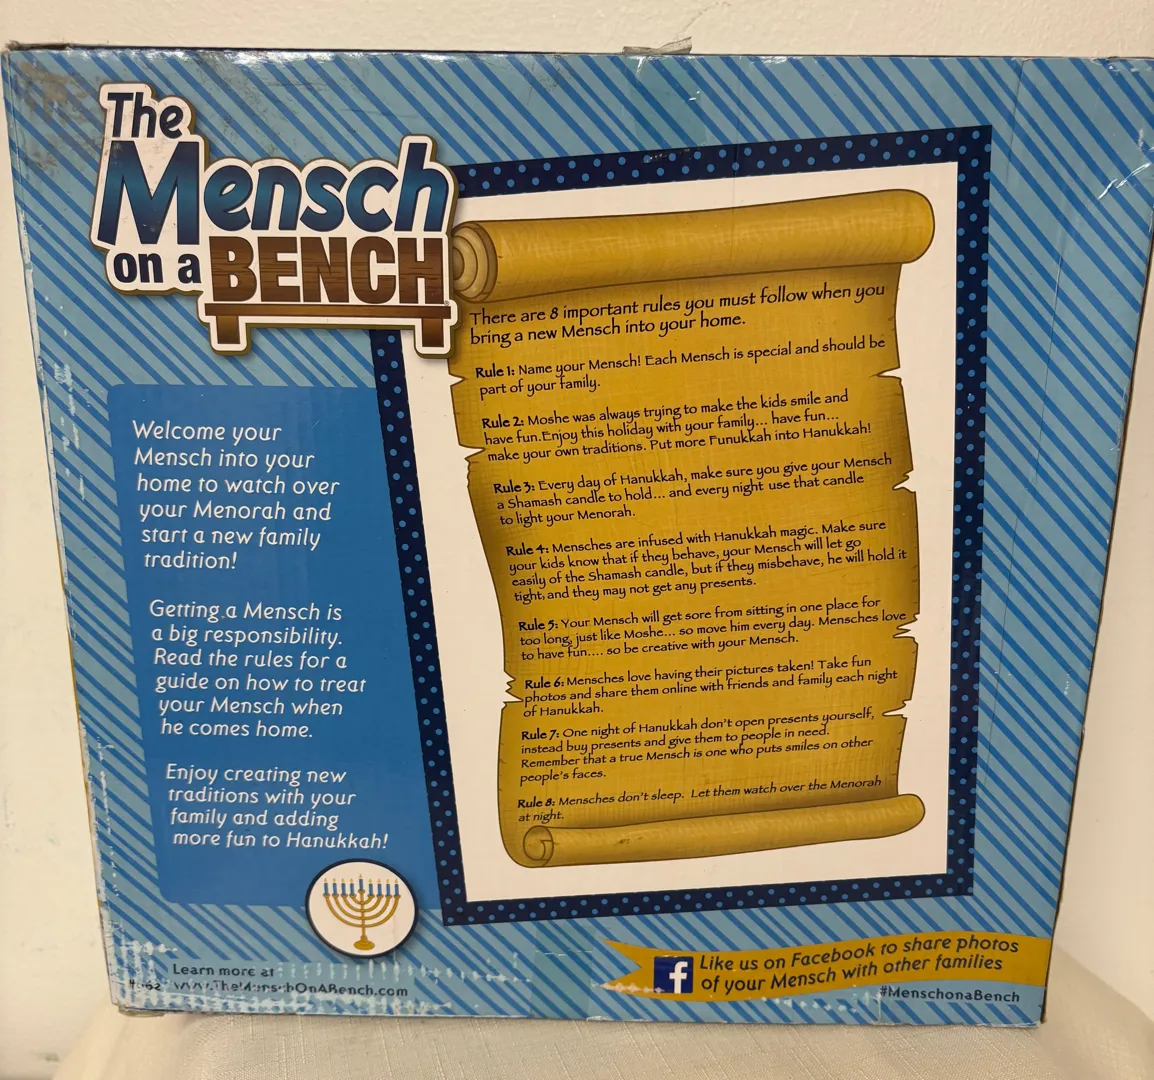 The
Mensch
on a BENCH
Welcome your
Mensch into your
home to watch over
your Menorah and
start a new family
tradition!
Getting a Mensch is
a big responsibility.
Read the rules for a
guide on how to treat
your Mensch when
he comes home.
Enjoy creating new
traditions with your
family and adding
more fun to Hanukkah!
There are 8 important rules you must follow when you
bring a new Mensch into your home.
Rule 1: Name your Mensch! Each Mensch is special and should be
part of your family.
Rule 2: Moshe was always trying to make the kids smile and
have fun.Enjoy this holiday with your family... have fun...
make your own traditions. Put more Funukkah into Hanukkah!
Rule 3: Every day of Hanukkah, make sure you give your Mensch
a Shamash candle to hold... and every night use that candle
to light your Menorah.
Rule 4: Mensches are infused with Hanukkah magic. Make sure
your kids know that if they behave, your Mensch will let go
easily of the Shamash candle, but if they misbehave, he will hold it
tight, and they may not get any presents.
Rule 5: Your Mensch will get sore from sitting in one place for
too long, just like Moshe... so move him every day. Mensches love
to have fun.... so be creative with your Mensch.
Rule 6: Mensches love having their pictures taken! Take fun
photos and share them online with friends and family each night
of Hanukkah.
Rule 7: One night of Hanukkah don't open presents yourself,
instead buy presents and give them to people in need.
Remember that a true Mensch is one who puts smiles on other
people's faces.
Rule 8: Mensches don't sleep. Let them watch over the Menorah
at night.
Learn more at
www.TheMenschOnABench.com
f Like us on Facebook to share photos
of your Mensch with other families
#MenschonaBench